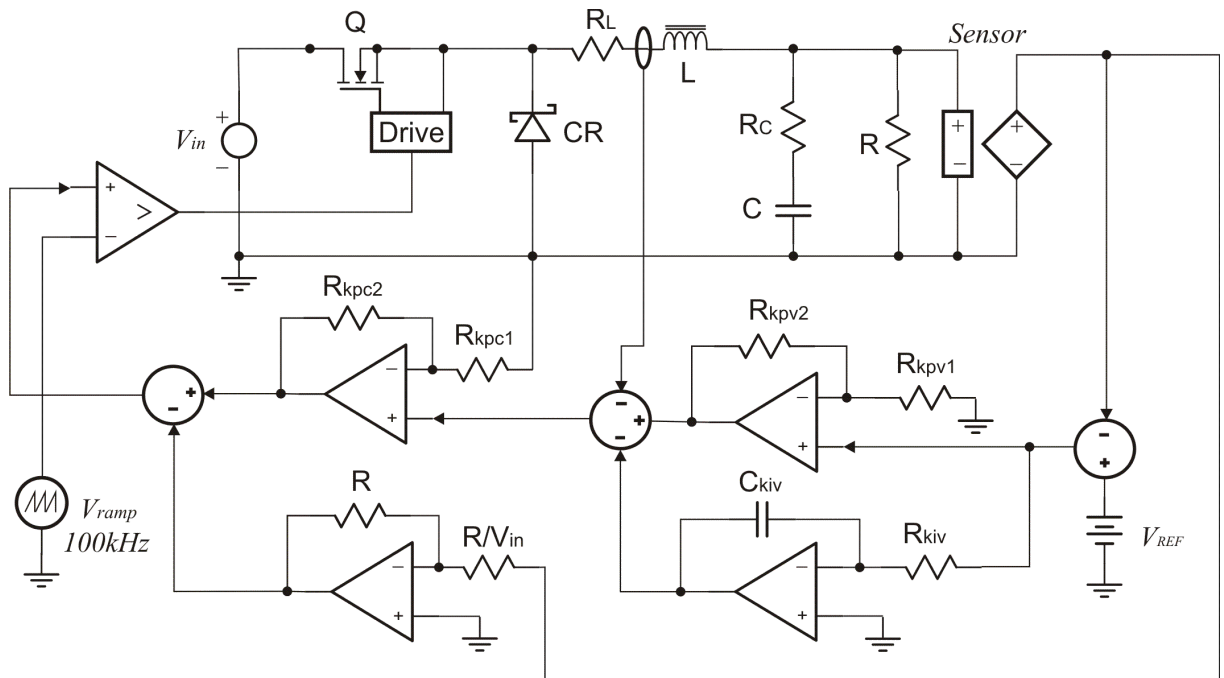 Q
RL
Sensor
L
Vin
+
−
Drive
CR
RC
R
+
−
+
−
C
+
−
>
Rkpc2
Rkpc1
Rkpv2
Rkpv1
−
+
+
-
-
-
+
−
+
-
+
Vramp
100kHz
R
R/Vin
−
+
Ckiv
Rkiv
−
+
VREF